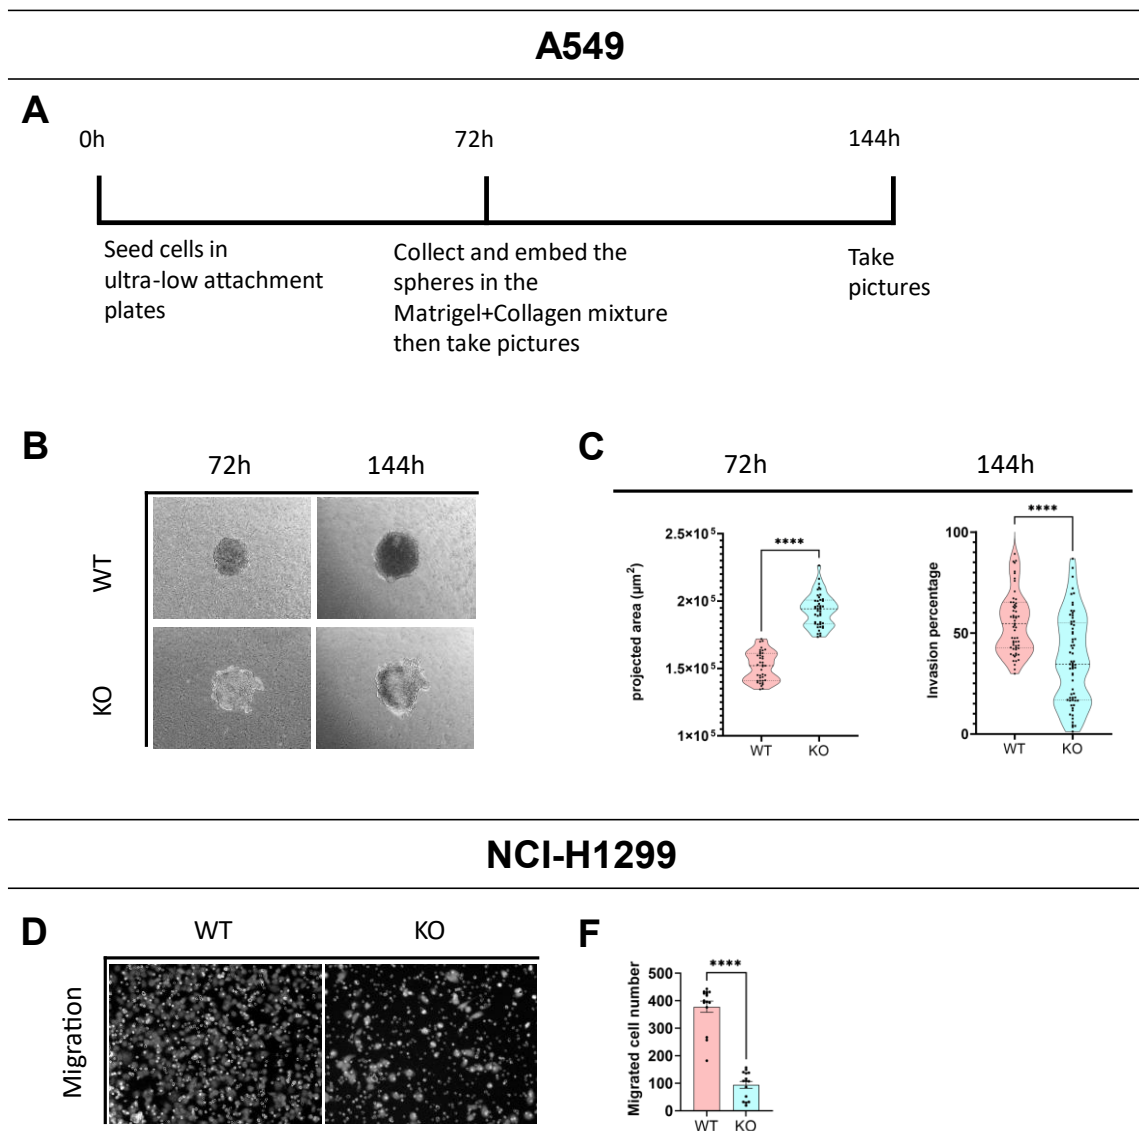 A549
A
0h
72h
144h
Seed cells in
ultra-low attachment
plates
Collect and embed the
spheres in the
Matrigel+Collagen mixture
then take pictures
Take
pictures
B
72h
144h
WT
KO
C
72h
144h
projected area (µm²)
2.5×10⁵
2×10⁵
1.5×10⁵
1×10⁵
****
WT
KO
Invasion percentage
100
50
0
****
WT
KO
NCI-H1299
D
WT
KO
Migration
F
Migrated cell number
500
400
300
200
100
0
****
WT
KO